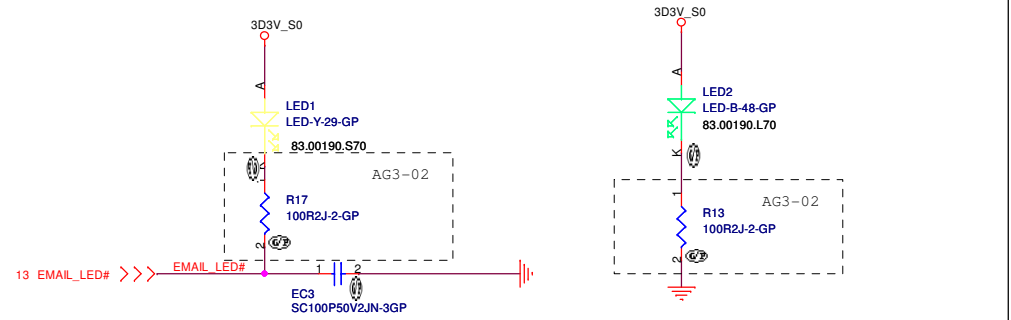 3D3V_S0
A
LED1
LED-Y-29-GP
83.00190.S70
AG3-02
R17
100R2J-2-GP
2
G/P
13 EMAIL_LED#
EMAIL_LED#
1
2
EC3
SC100P50V2JN-3GP
3D3V_S0
A
LED2
LED-B-48-GP
83.00190.L70
K
AG3-02
1
R13
100R2J-2-GP
2
G/P